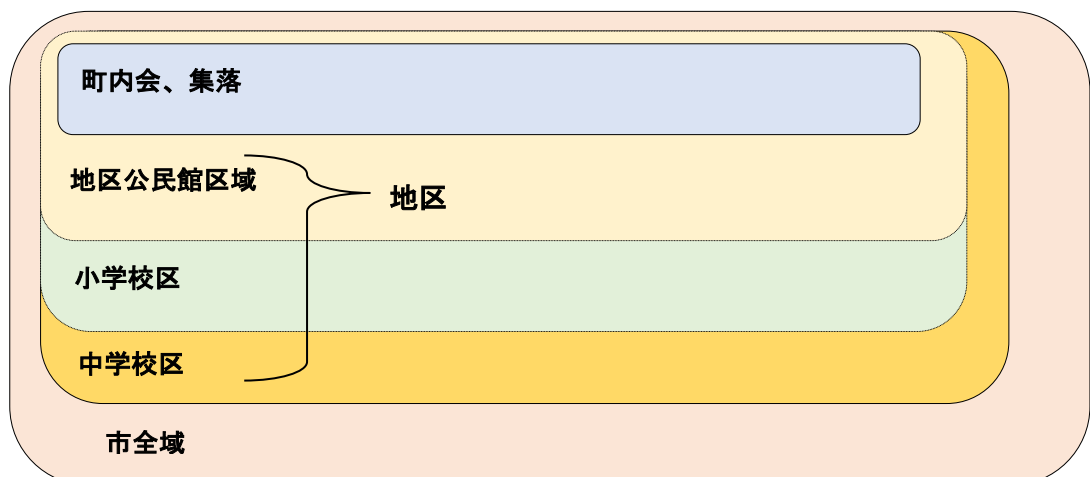 町内会、集落
地区公民館区域
地区
小学校区
中学校区
市全域